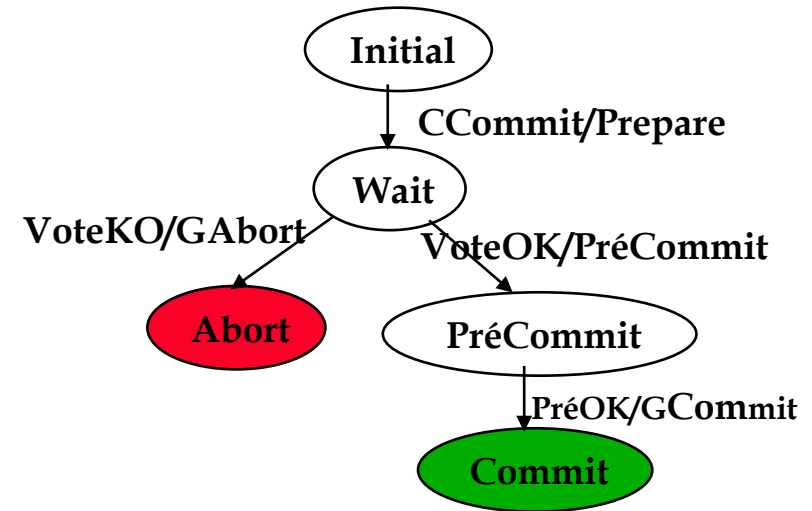 Initial
CCommit/Prepare
Wait
VoteKO/GAbort
VoteOK/PréCommit
Abort
PréCommit
PréOK/GCommit
Commit